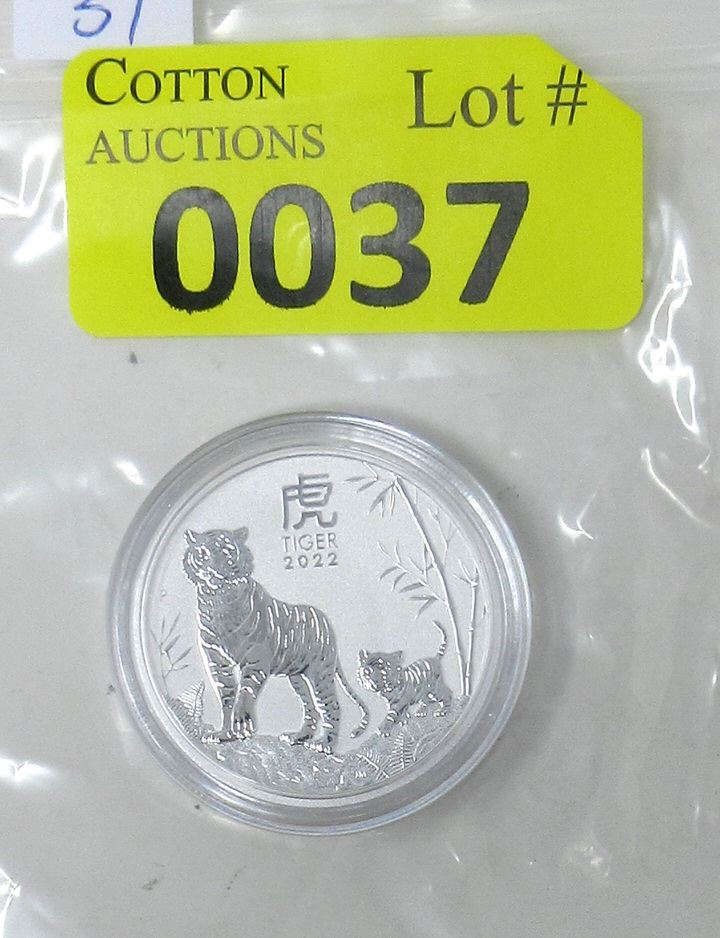 COTTON
AUCTIONS
Lot #
0037
虎
TIGER
2022